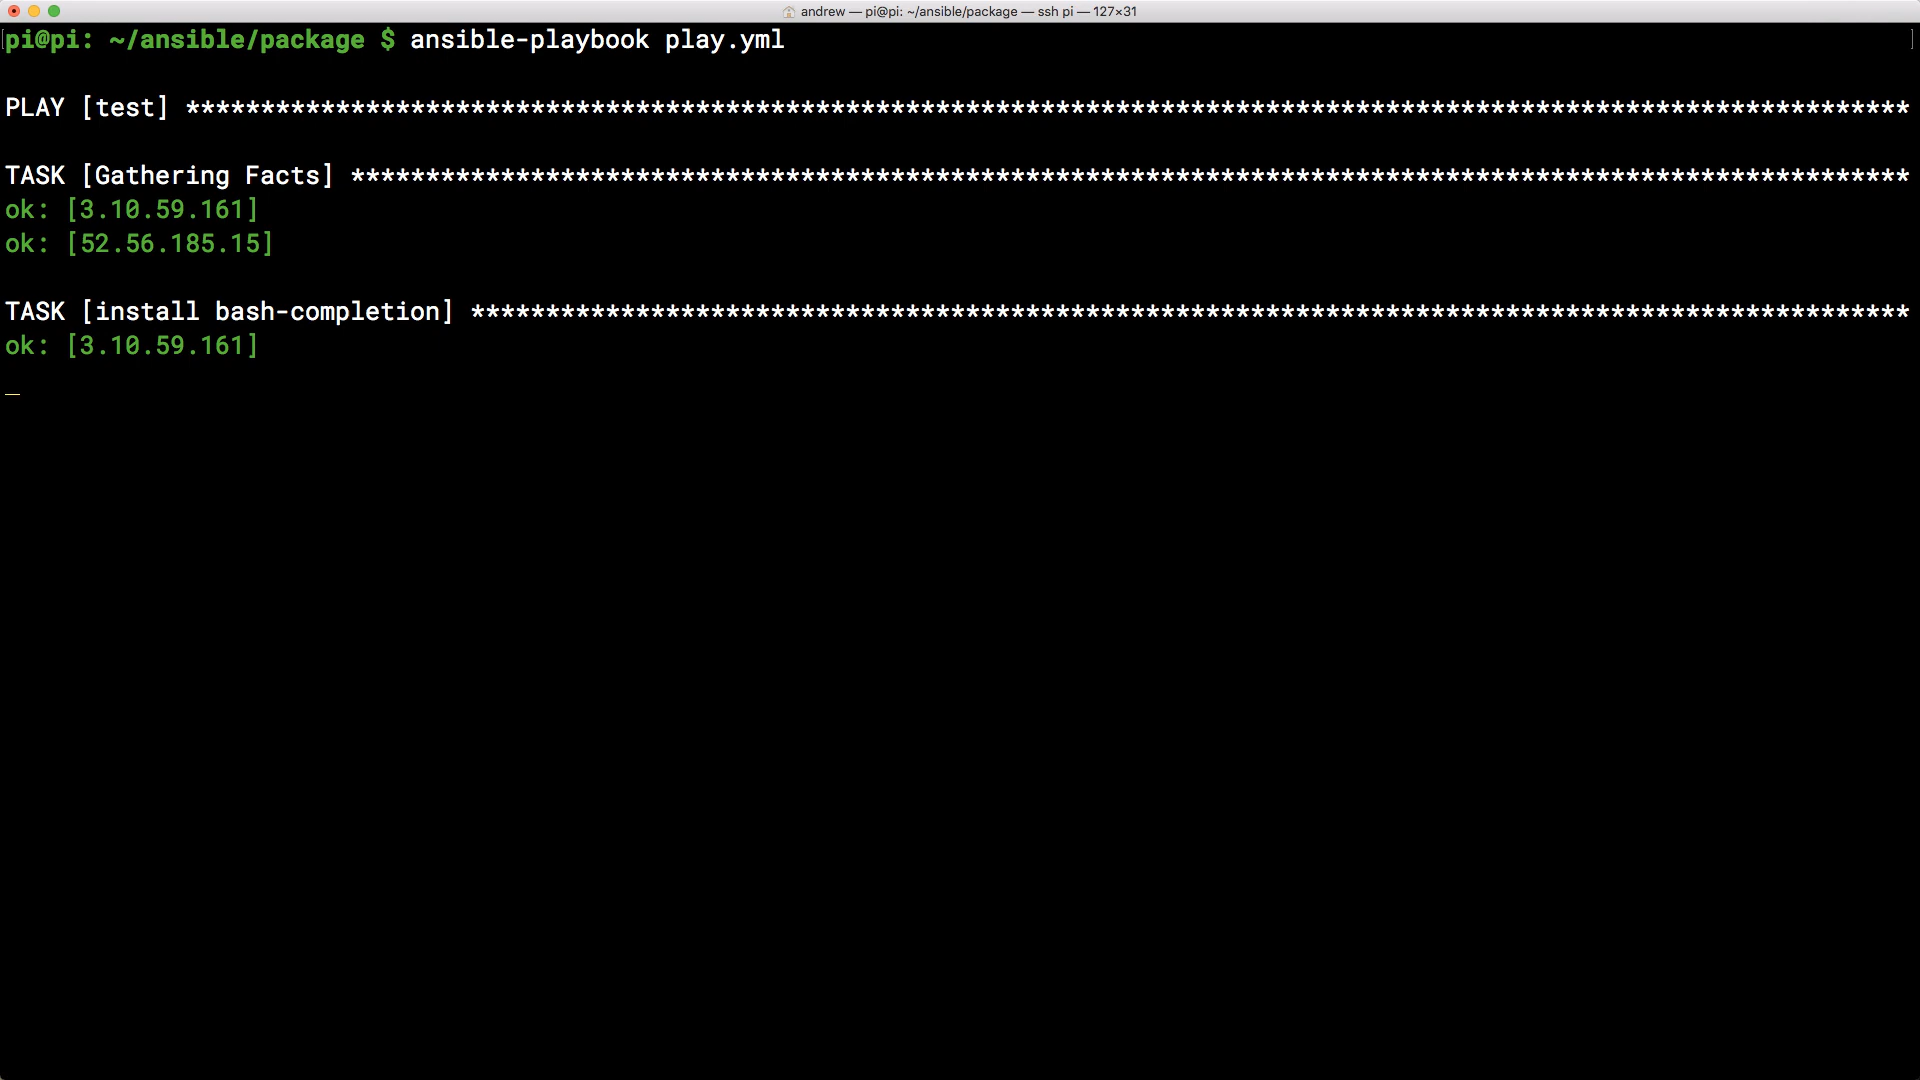 andrew — pi@pi: ~/ansible/package — ssh pi — 127×31
pi@pi: ~/ansible/package $ ansible-playbook play.yml
PLAY [test] *******************************************************************************************************************
TASK [Gathering Facts] ********************************************************************************************************
ok: [3.10.59.161]
ok: [52.56.185.15]
TASK [install bash-completion] ************************************************************************************************
ok: [3.10.59.161]